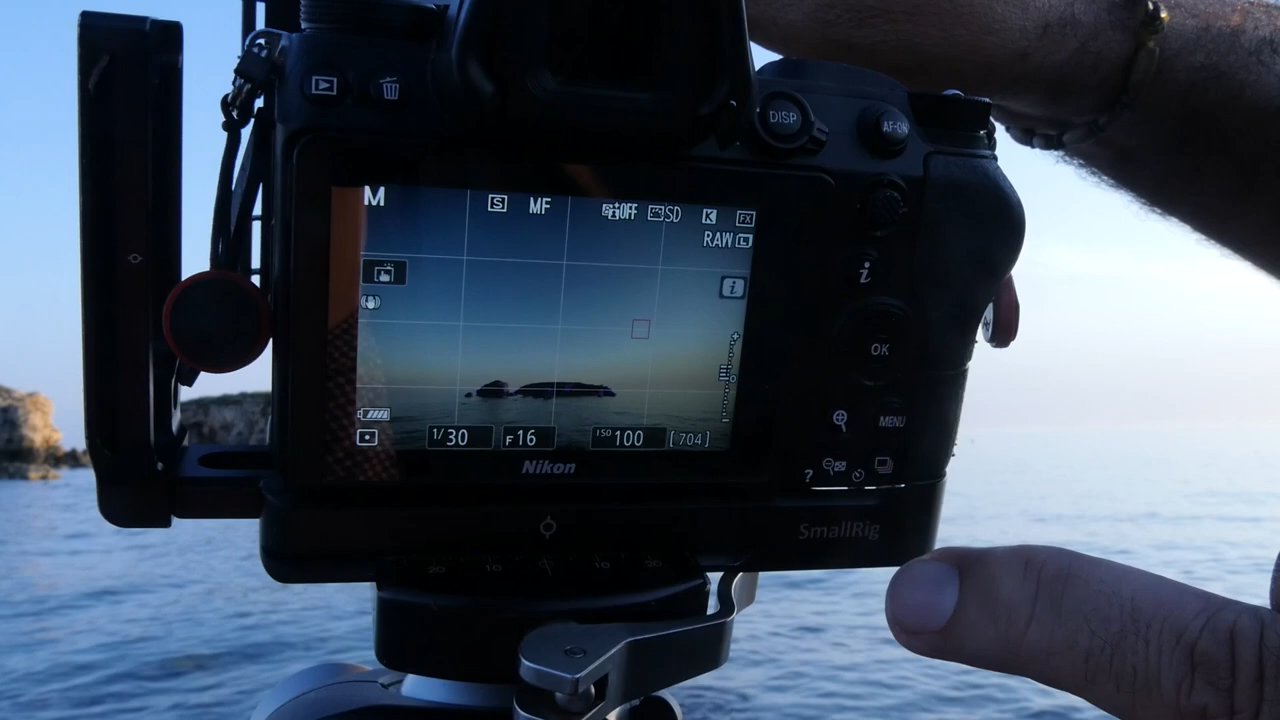 DISP
AF-ON
M S MF OFF SD K FX
RAW L
i
i
OK
MENU
1/30 F16 ISO 100 [704]
Nikon
?
SmallRig
20 10 10 20